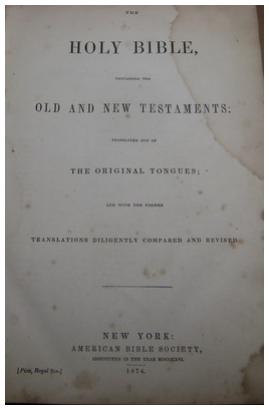 THE
HOLY BIBLE,
CONTAINING THE
OLD AND NEW TESTAMENTS:
TRANSLATED OUT OF
THE ORIGINAL TONGUES;
AND WITH THE FORMER
TRANSLATIONS DILIGENTLY COMPARED AND REVISED
NEW YORK:
AMERICAN BIBLE SOCIETY,
INSTITUTED IN THE YEAR MDCCCXVI.
1874.
[Pica, Royal 8vo.]